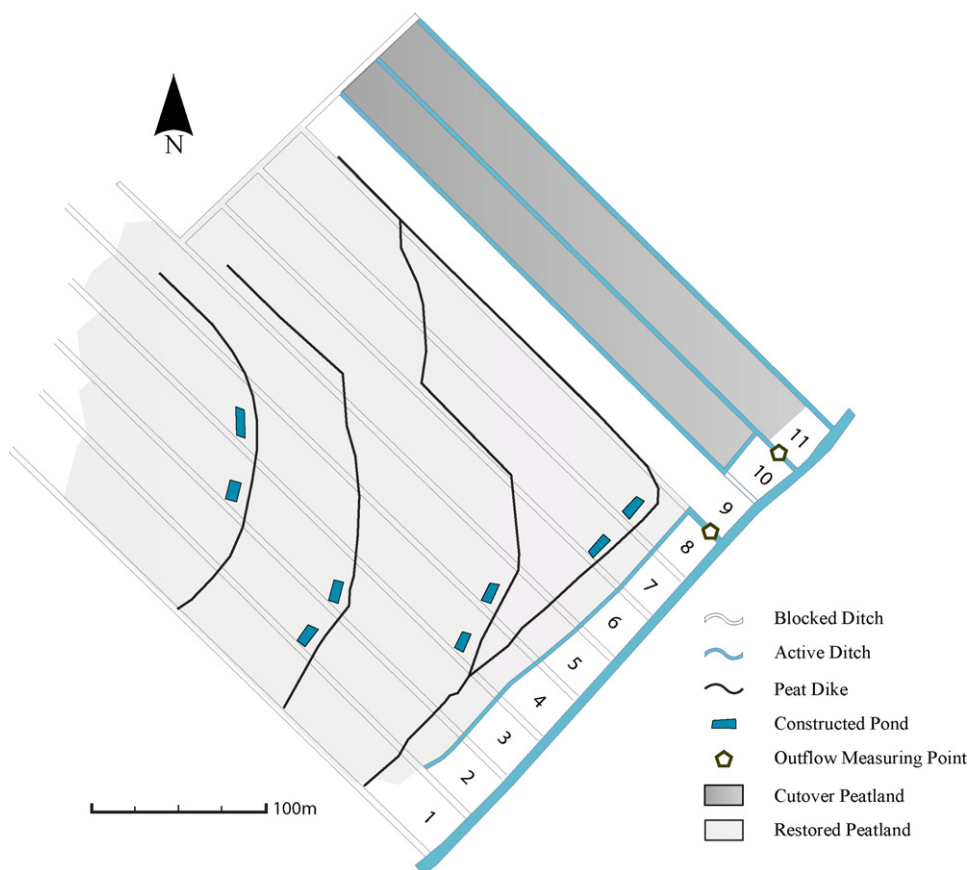 N
11
10
9
8
7
6
5
4
3
2
1
Blocked Ditch
Active Ditch
Peat Dike
Constructed Pond
Outflow Measuring Point
Cutover Peatland
Restored Peatland
100m